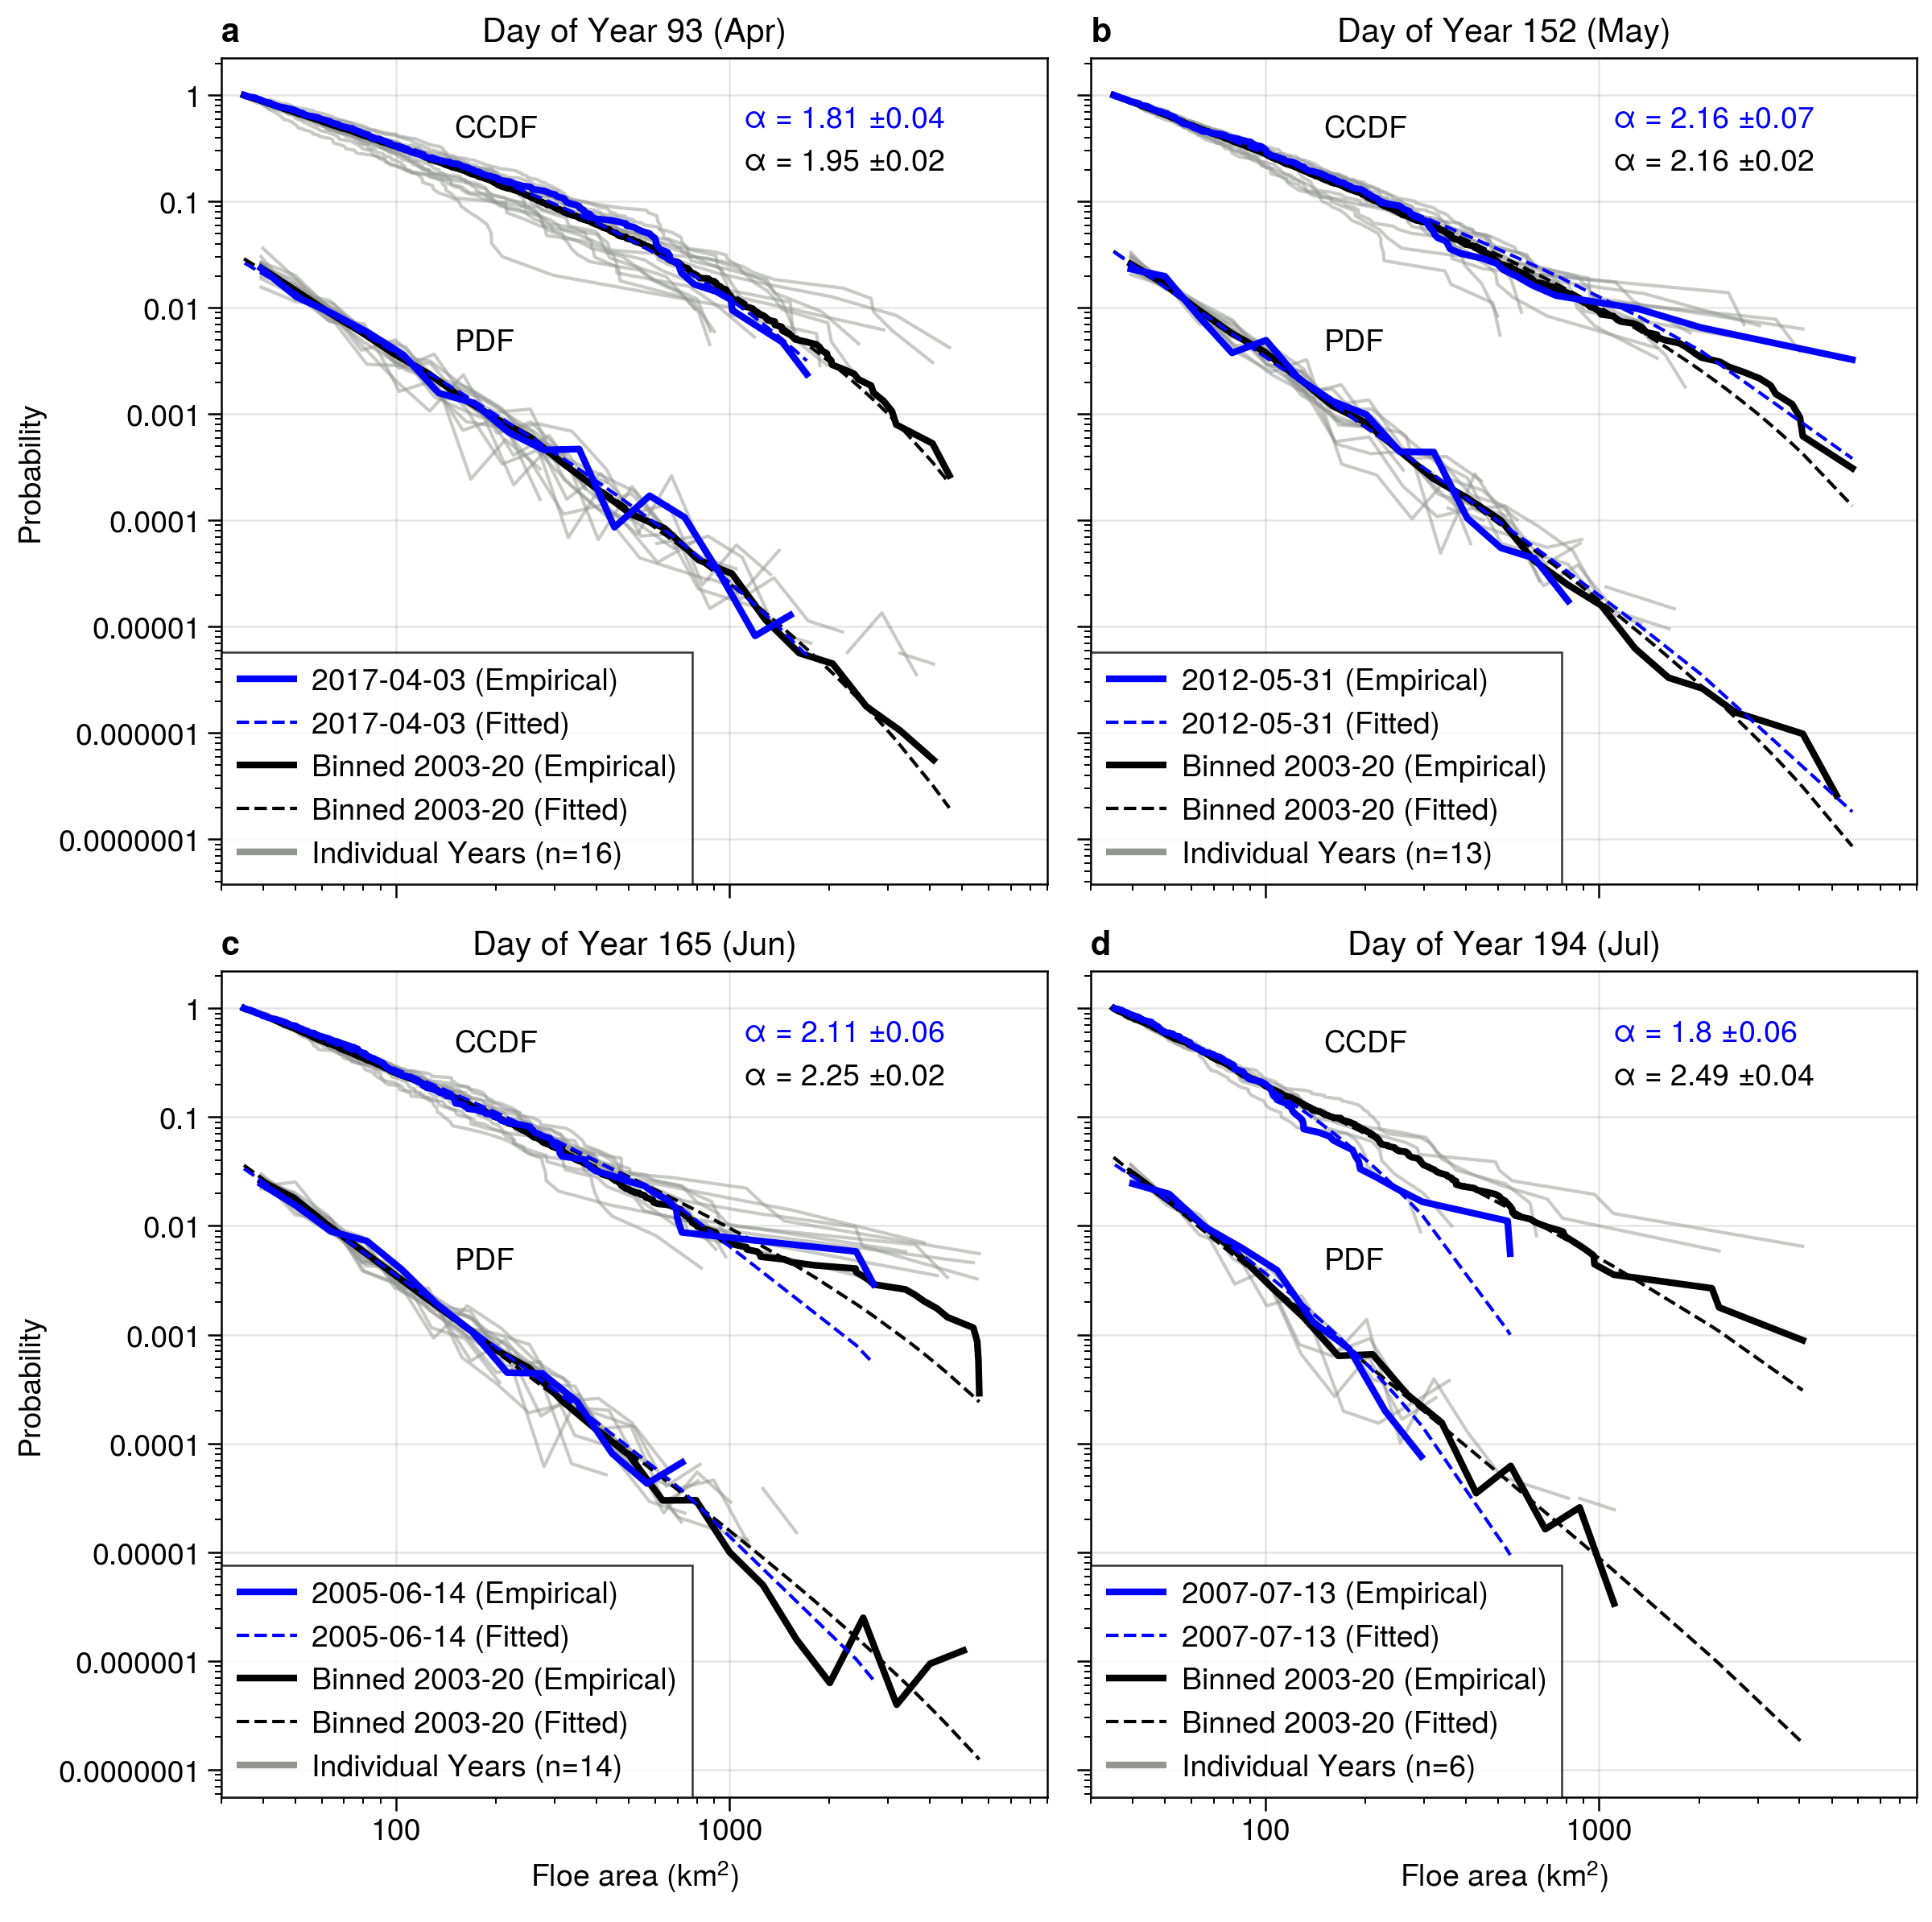 a
Day of Year 93 (Apr)
CCDF
α = 1.81 ±0.04
α = 1.95 ±0.02
PDF
Probability
1
0.1
0.01
0.001
0.0001
0.00001
0.000001
0.0000001
2017-04-03 (Empirical)
2017-04-03 (Fitted)
Binned 2003-20 (Empirical)
Binned 2003-20 (Fitted)
Individual Years (n=16)
b
Day of Year 152 (May)
CCDF
α = 2.16 ±0.07
α = 2.16 ±0.02
PDF
2012-05-31 (Empirical)
2012-05-31 (Fitted)
Binned 2003-20 (Empirical)
Binned 2003-20 (Fitted)
Individual Years (n=13)
c
Day of Year 165 (Jun)
CCDF
α = 2.11 ±0.06
α = 2.25 ±0.02
PDF
Probability
1
0.1
0.01
0.001
0.0001
0.00001
0.000001
0.0000001
2005-06-14 (Empirical)
2005-06-14 (Fitted)
Binned 2003-20 (Empirical)
Binned 2003-20 (Fitted)
Individual Years (n=14)
100
1000
Floe area (km²)
d
Day of Year 194 (Jul)
CCDF
α = 1.8 ±0.06
α = 2.49 ±0.04
PDF
2007-07-13 (Empirical)
2007-07-13 (Fitted)
Binned 2003-20 (Empirical)
Binned 2003-20 (Fitted)
Individual Years (n=6)
100
1000
Floe area (km²)